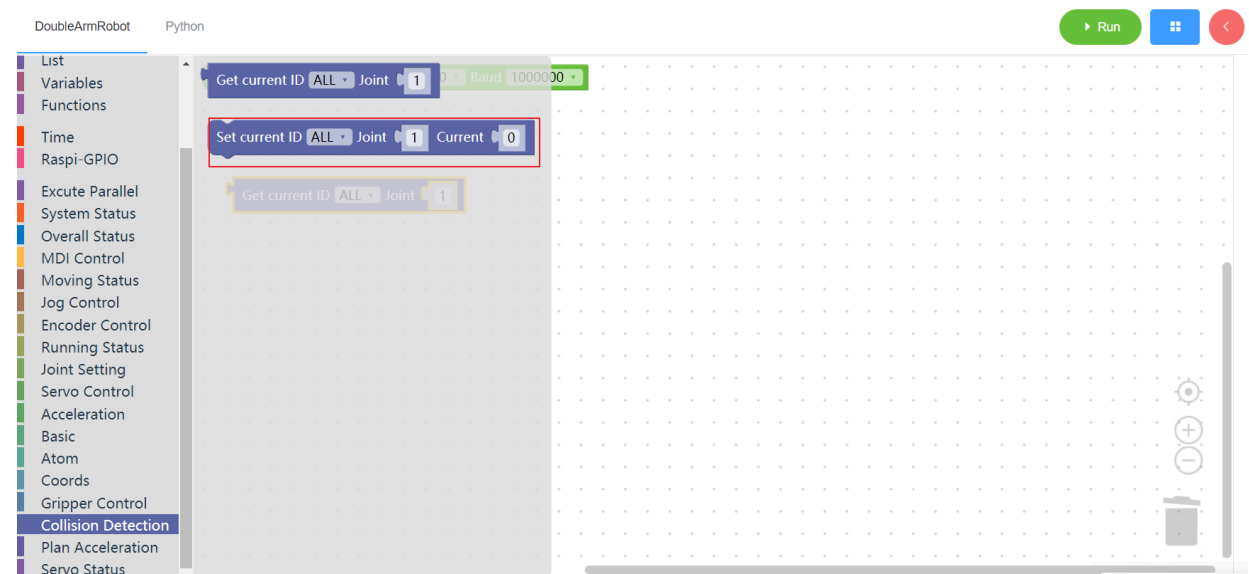 DoubleArmRobot Python
Run
List
Variables
Functions
Time
Raspi-GPIO
Excute Parallel
System Status
Overall Status
MDI Control
Moving Status
Jog Control
Encoder Control
Running Status
Joint Setting
Servo Control
Acceleration
Basic
Atom
Coords
Gripper Control
Collision Detection
Plan Acceleration
Servo Status
Get current ID ALL Joint 1
0 Baud 1000000
Set current ID ALL Joint 1 Current 0
Get current ID ALL Joint 1